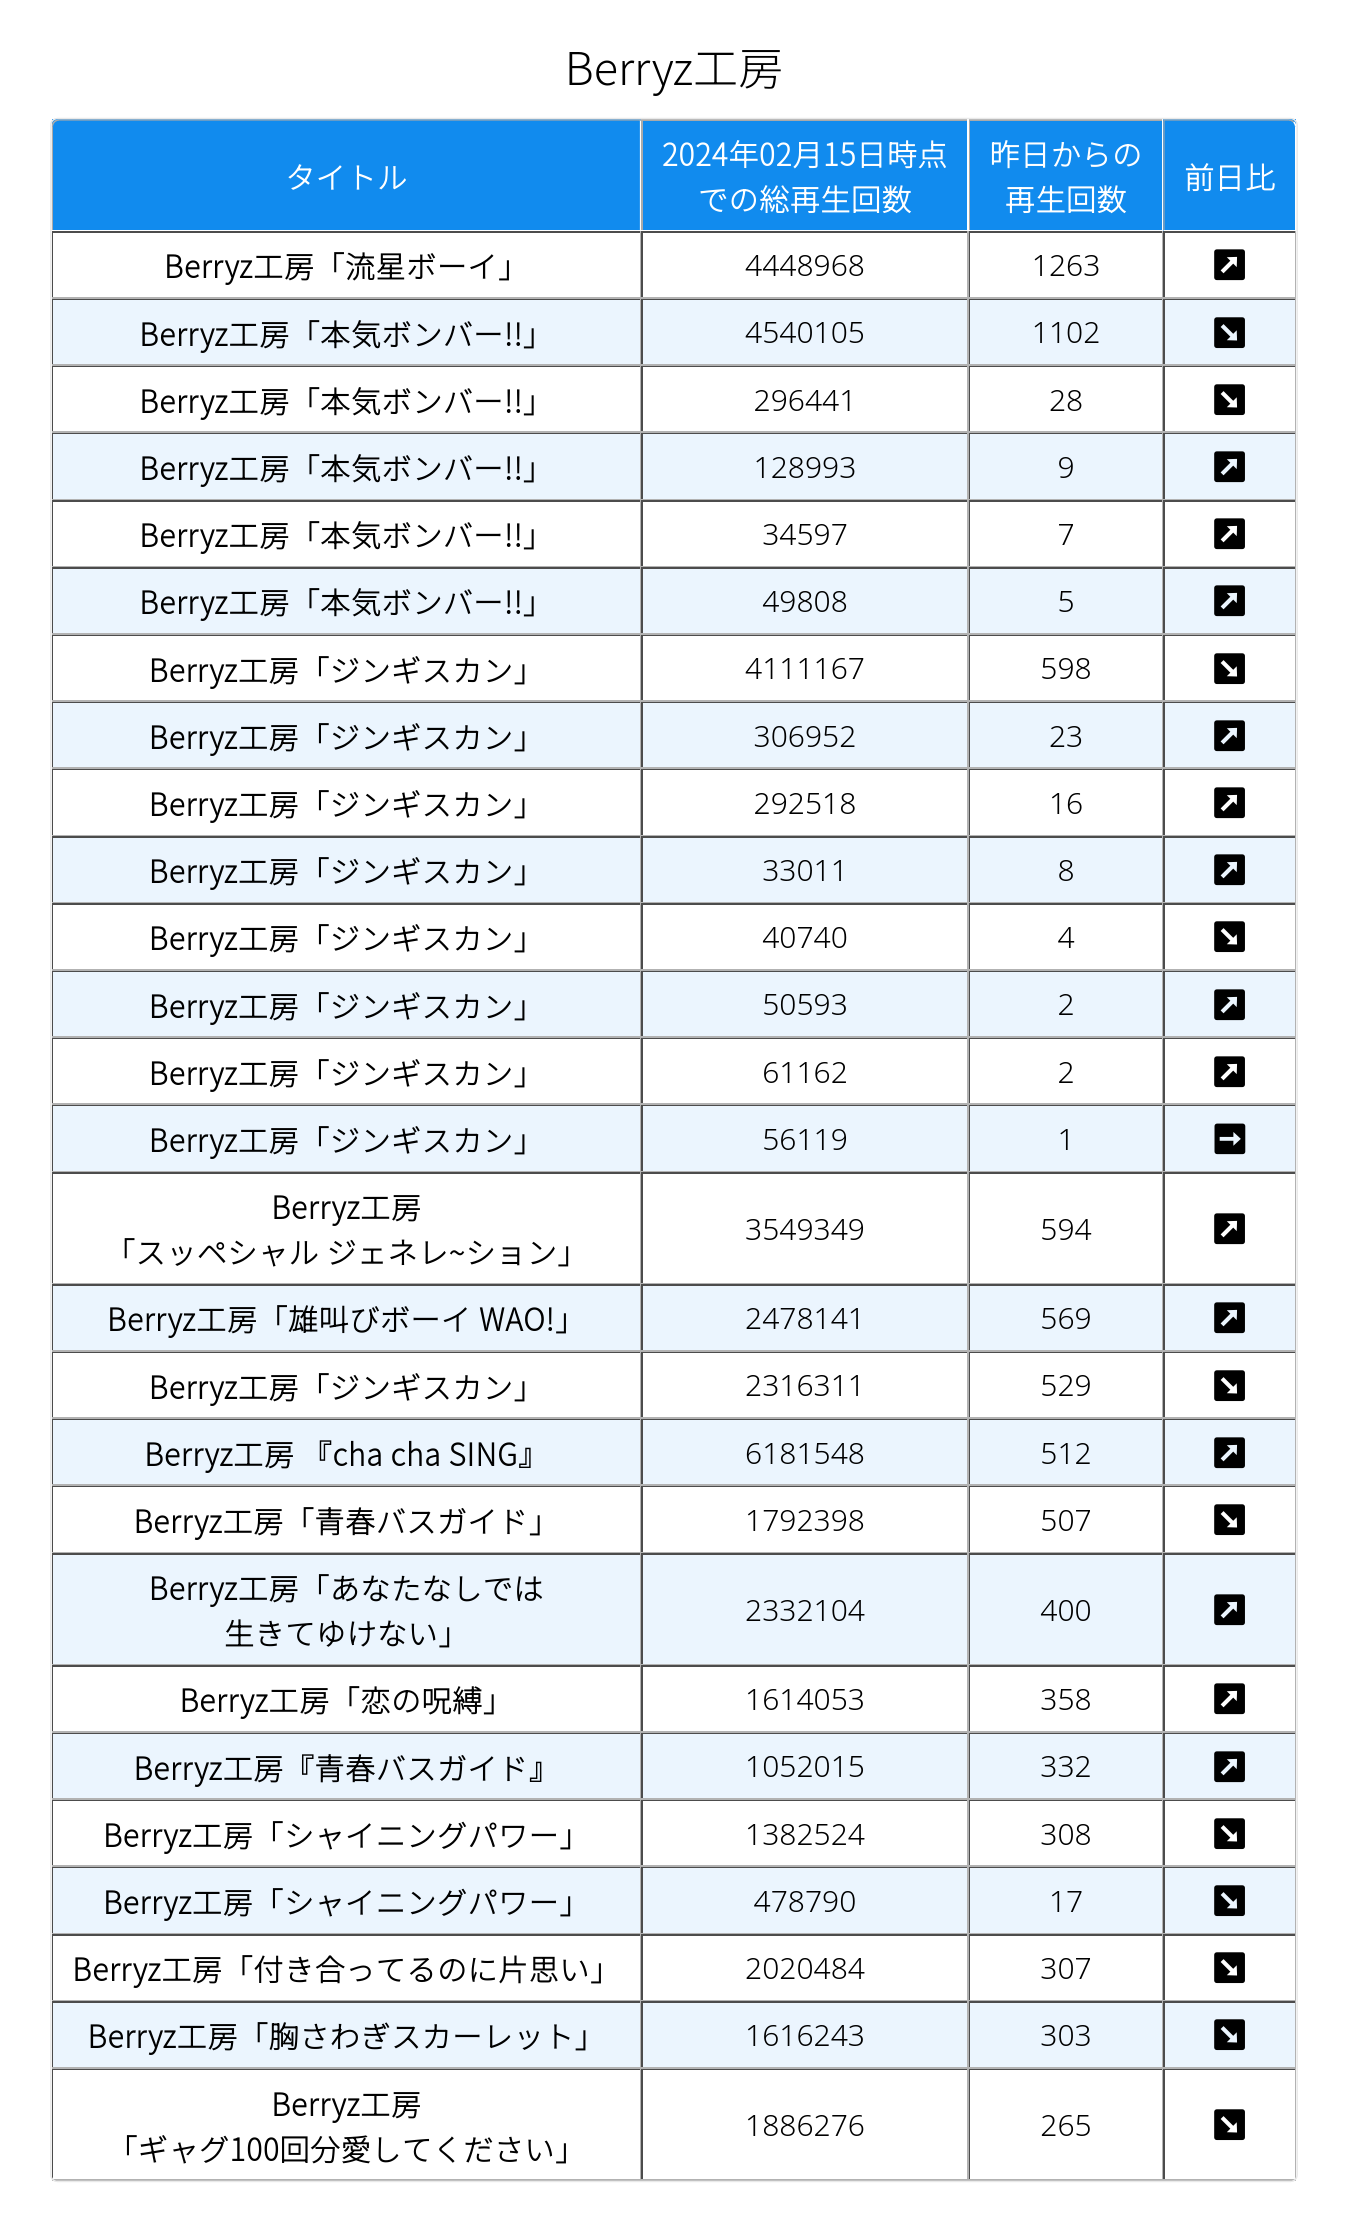 Berryz工房
タイトル
2024年02月15日時点
での総再生回数
昨日からの
再生回数
前日比
Berryz工房「流星ボーイ」 4448968 1263 ↗
Berryz工房「本気ボンバー!!」 4540105 1102 ↘
Berryz工房「本気ボンバー!!」 296441 28 ↘
Berryz工房「本気ボンバー!!」 128993 9 ↗
Berryz工房「本気ボンバー!!」 34597 7 ↗
Berryz工房「本気ボンバー!!」 49808 5 ↗
Berryz工房「ジンギスカン」 4111167 598 ↘
Berryz工房「ジンギスカン」 306952 23 ↗
Berryz工房「ジンギスカン」 292518 16 ↗
Berryz工房「ジンギスカン」 33011 8 ↗
Berryz工房「ジンギスカン」 40740 4 ↘
Berryz工房「ジンギスカン」 50593 2 ↗
Berryz工房「ジンギスカン」 61162 2 ↗
Berryz工房「ジンギスカン」 56119 1 →
Berryz工房
「スッペシャル ジェネレ~ション」 3549349 594 ↗
Berryz工房「雄叫びボーイ WAO!」 2478141 569 ↗
Berryz工房「ジンギスカン」 2316311 529 ↘
Berryz工房 『cha cha SING』 6181548 512 ↗
Berryz工房「青春バスガイド」 1792398 507 ↘
Berryz工房「あなたなしでは
生きてゆけない」 2332104 400 ↗
Berryz工房「恋の呪縛」 1614053 358 ↗
Berryz工房『青春バスガイド』 1052015 332 ↗
Berryz工房「シャイニングパワー」 1382524 308 ↘
Berryz工房「シャイニングパワー」 478790 17 ↘
Berryz工房「付き合ってるのに片思い」 2020484 307 ↘
Berryz工房「胸さわぎスカーレット」 1616243 303 ↘
Berryz工房
「ギャグ100回分愛してください」 1886276 265 ↘